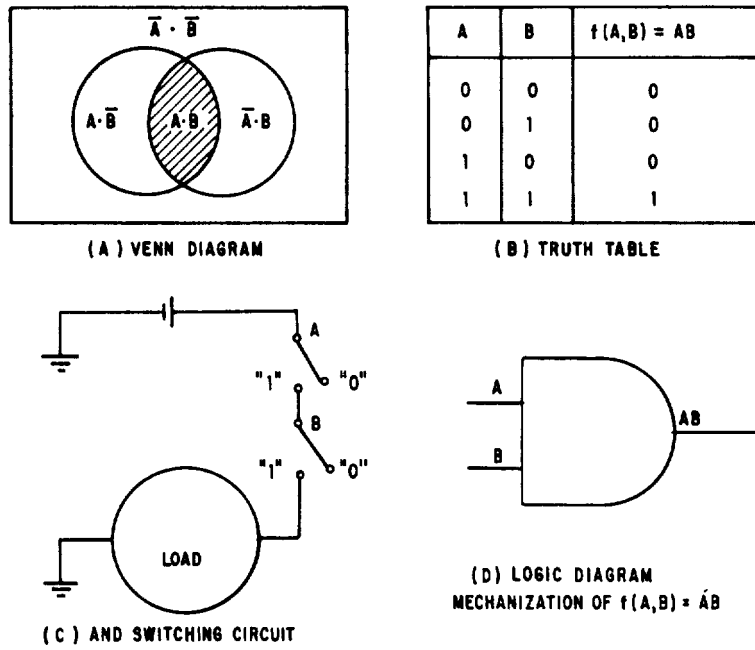 A̅ · B̅
A·B̅
A·B
A̅·B
(A) VENN DIAGRAM
A B f(A,B) = AB
0 0 0
0 1 0
1 0 0
1 1 1
(B) TRUTH TABLE
A
"1" "0"
B
"1" "0"
LOAD
(C) AND SWITCHING CIRCUIT
A
B
AB
(D) LOGIC DIAGRAM
MECHANIZATION OF f(A,B) = AB